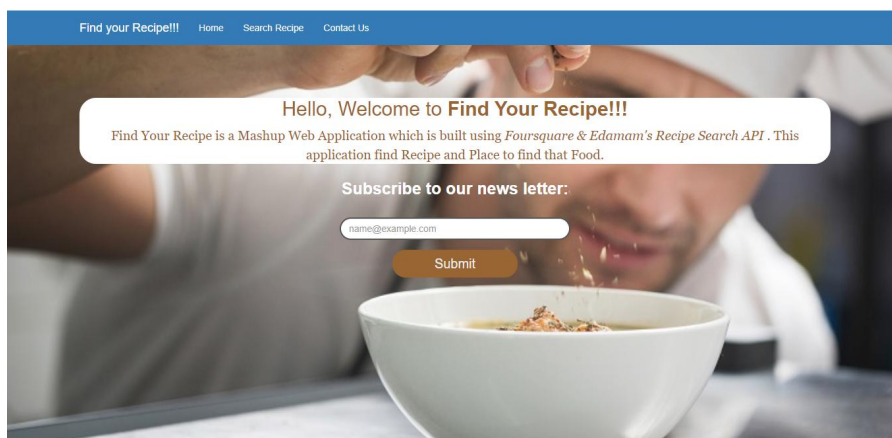 Find your Recipe!!! Home Search Recipe Contact Us
Hello, Welcome to Find Your Recipe!!!
Find Your Recipe is a Mashup Web Application which is built using Foursquare & Edamam's Recipe Search API . This
application find Recipe and Place to find that Food.
Subscribe to our news letter:
name@example.com
Submit